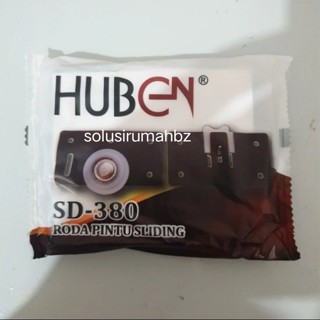 HUBEN®
solusirumahbz
SD-380
RODA PINTU SLIDING